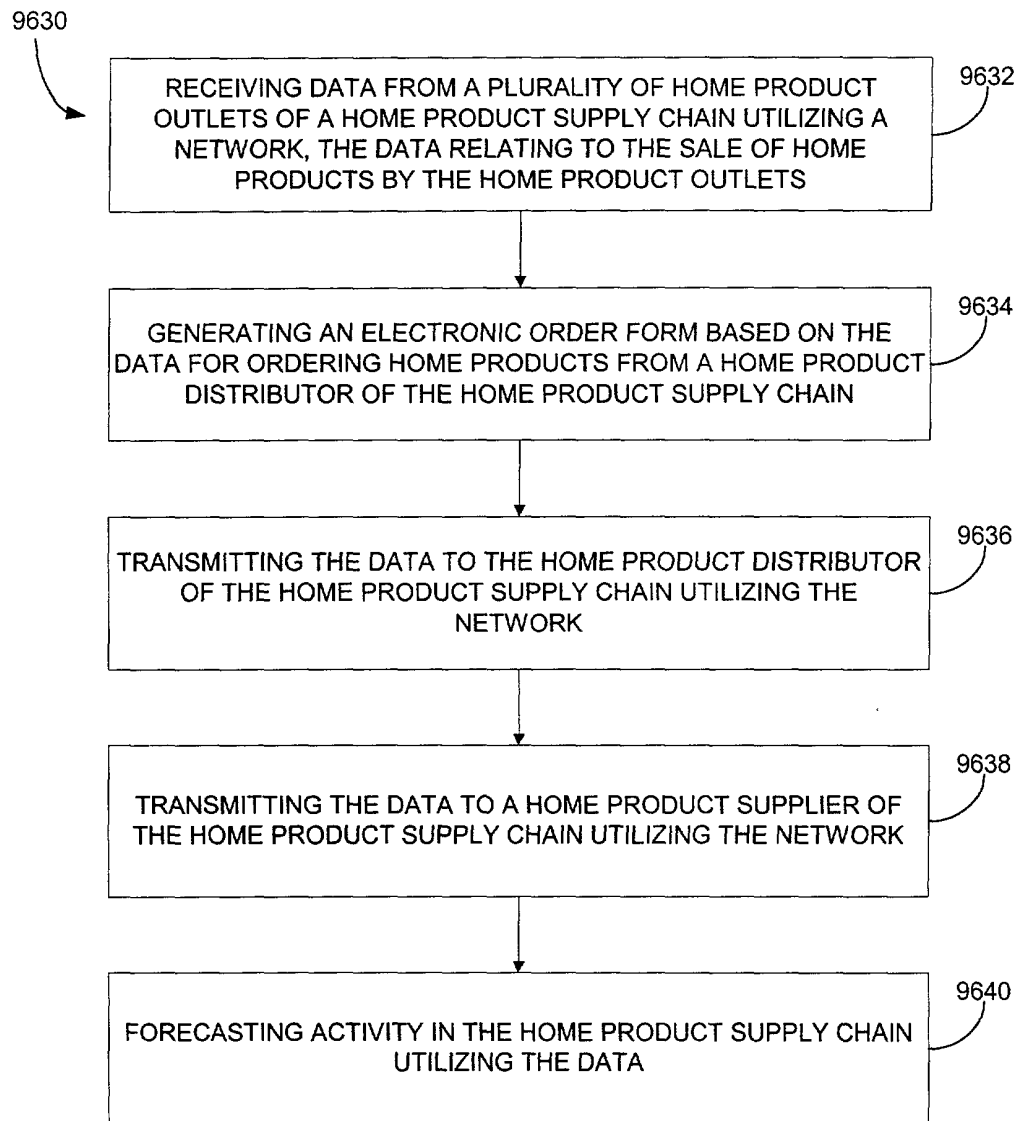 9630
RECEIVING DATA FROM A PLURALITY OF HOME PRODUCT
OUTLETS OF A HOME PRODUCT SUPPLY CHAIN UTILIZING A
NETWORK, THE DATA RELATING TO THE SALE OF HOME
PRODUCTS BY THE HOME PRODUCT OUTLETS
9632
GENERATING AN ELECTRONIC ORDER FORM BASED ON THE
DATA FOR ORDERING HOME PRODUCTS FROM A HOME PRODUCT
DISTRIBUTOR OF THE HOME PRODUCT SUPPLY CHAIN
9634
TRANSMITTING THE DATA TO THE HOME PRODUCT DISTRIBUTOR
OF THE HOME PRODUCT SUPPLY CHAIN UTILIZING THE
NETWORK
9636
TRANSMITTING THE DATA TO A HOME PRODUCT SUPPLIER OF
THE HOME PRODUCT SUPPLY CHAIN UTILIZING THE NETWORK
9638
FORECASTING ACTIVITY IN THE HOME PRODUCT SUPPLY CHAIN
UTILIZING THE DATA
9640